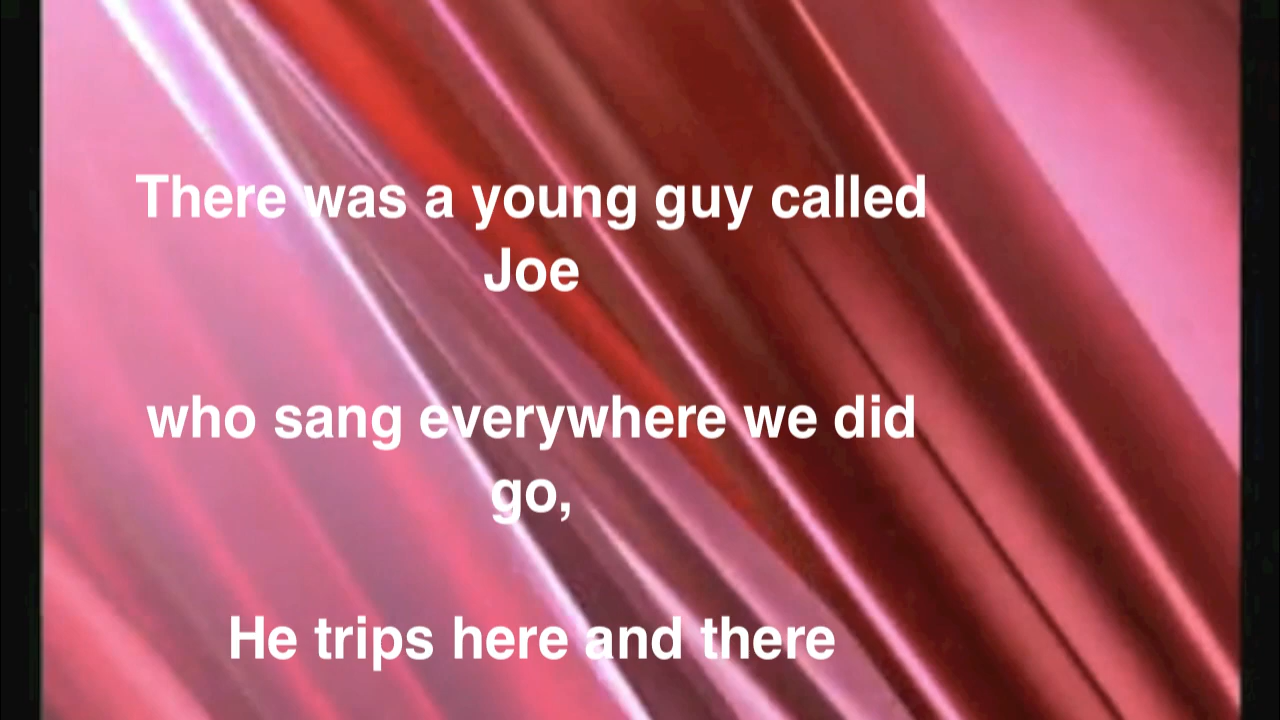 There was a young guy called
Joe
who sang everywhere we did
go,
He trips here and there